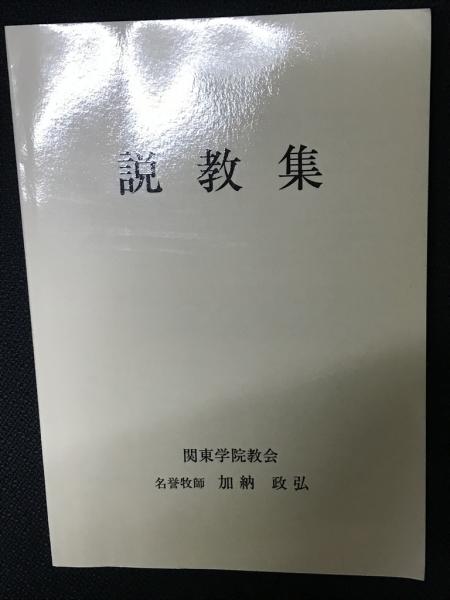 説教集
関東学院教会
名誉牧師 加納 政弘